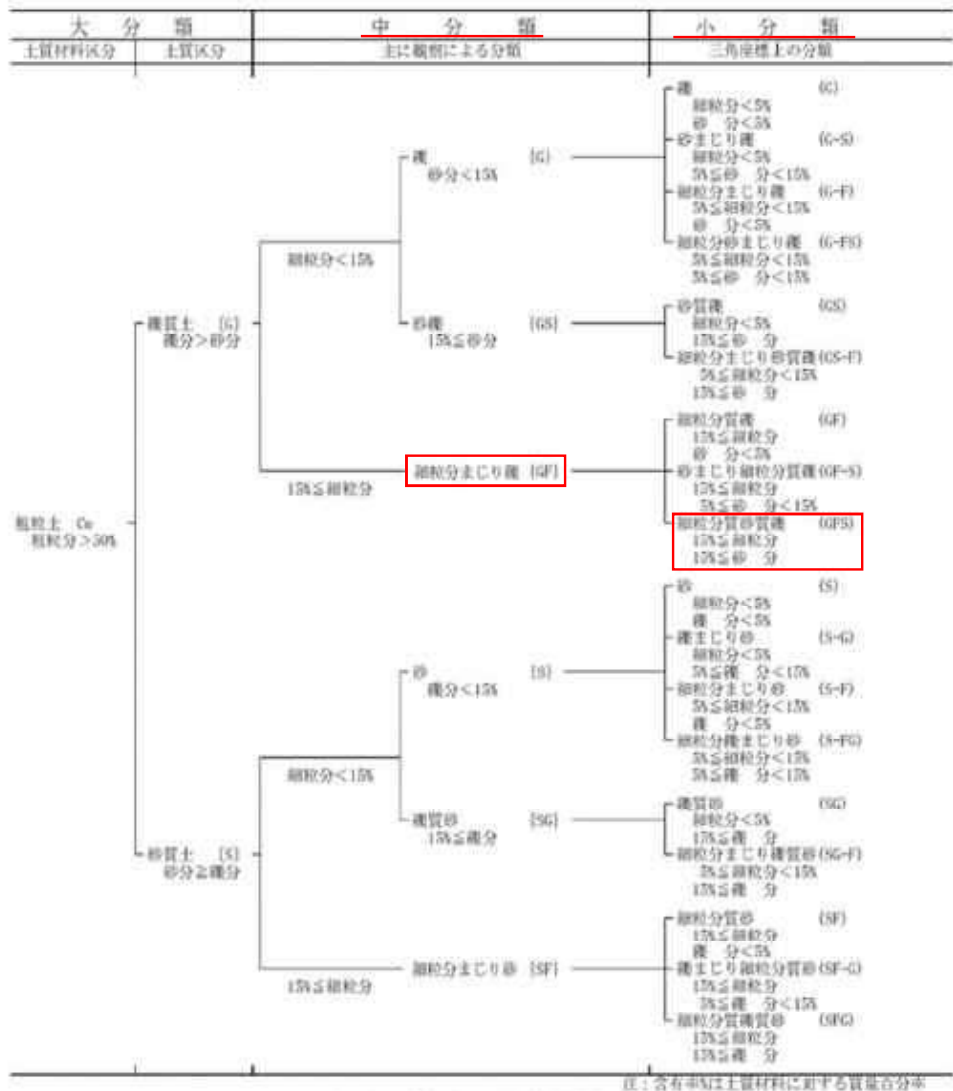 大 分 類
中 分 類
小 分 類
土質材料区分
土質区分
主に観察による分類
三角座標上の分類
粗粒土 Cm
粗粒分>50%
礫質土 [G]
礫分>砂分
細粒分<15%
礫 {G}
砂分<15%
礫 (G)
細粒分<5%
砂 分<5%
砂まじり礫 (G-S)
細粒分<5%
5%≦砂 分<15%
細粒分まじり礫 (G-F)
5%≦細粒分<15%
砂 分<5%
細粒分砂まじり礫 (G-FS)
5%≦細粒分<15%
5%≦砂 分<15%
砂礫 {GS}
15%≦砂分
砂質礫 (GS)
細粒分<5%
15%≦砂 分
細粒分まじり砂質礫(GS-F)
5%≦細粒分<15%
15%≦砂 分
15%≦細粒分
細粒分まじり礫 {GF}
細粒分質礫 (GF)
15%≦細粒分
砂 分<5%
砂まじり細粒分質礫(GF-S)
15%≦細粒分
5%≦砂 分<15%
細粒分質砂質礫 (GFS)
15%≦細粒分
15%≦砂 分
砂質土 [S]
砂分≧礫分
細粒分<15%
砂 {S}
礫分<15%
砂 (S)
細粒分<5%
礫 分<5%
礫まじり砂 (S-G)
細粒分<5%
5%≦礫 分<15%
細粒分まじり砂 (S-F)
5%≦細粒分<15%
礫 分<5%
細粒分礫まじり砂 (S-FG)
5%≦細粒分<15%
5%≦礫 分<15%
礫質砂 {SG}
15%≦礫分
礫質砂 (SG)
細粒分<5%
15%≦礫 分
細粒分まじり礫質砂(SG-F)
5%≦細粒分<15%
15%≦礫 分
15%≦細粒分
細粒分まじり砂 {SF}
細粒分質砂 (SF)
15%≦細粒分
礫 分<5%
礫まじり細粒分質砂(SF-G)
15%≦細粒分
5%≦礫 分<15%
細粒分質礫質砂 (SFG)
15%≦細粒分
15%≦礫 分
注:含有率%は土質材料に対する質量百分率